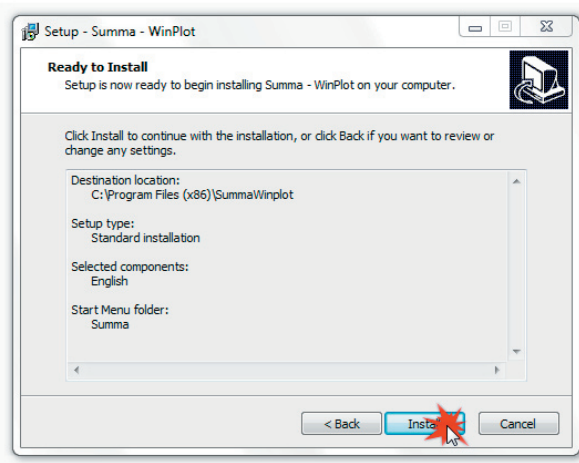 Setup - Summa - WinPlot
Ready to Install
Setup is now ready to begin installing Summa - WinPlot on your computer.
Click Install to continue with the installation, or click Back if you want to review or
change any settings.
Destination location:
C:\Program Files (x86)\SummaWinplot
Setup type:
Standard installation
Selected components:
English
Start Menu folder:
Summa
< Back
Install
Cancel